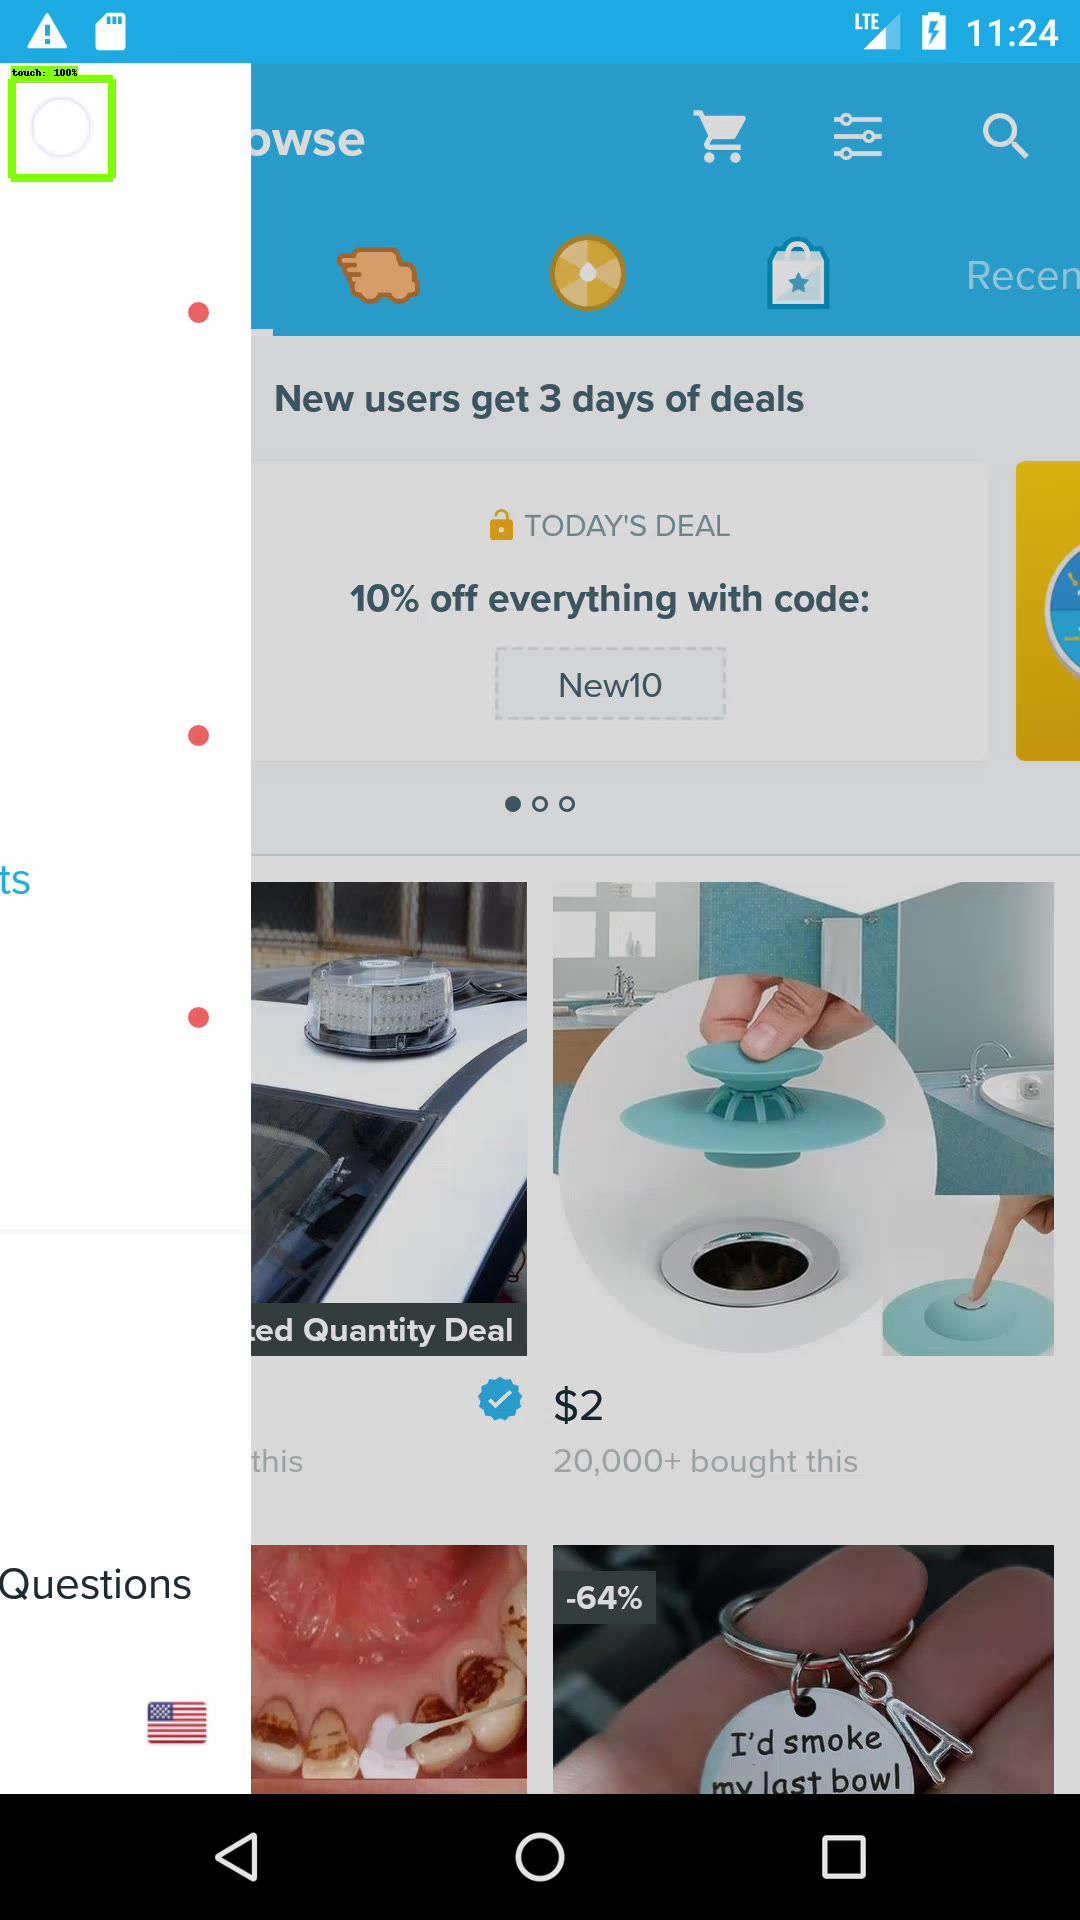 LTE 11:24
touch: 100%
owse
Recen
New users get 3 days of deals
TODAY'S DEAL
10% off everything with code:
New10
ts
ted Quantity Deal
$2
this
20,000+ bought this
Questions
-64%
I'd smoke
my last bowl
A